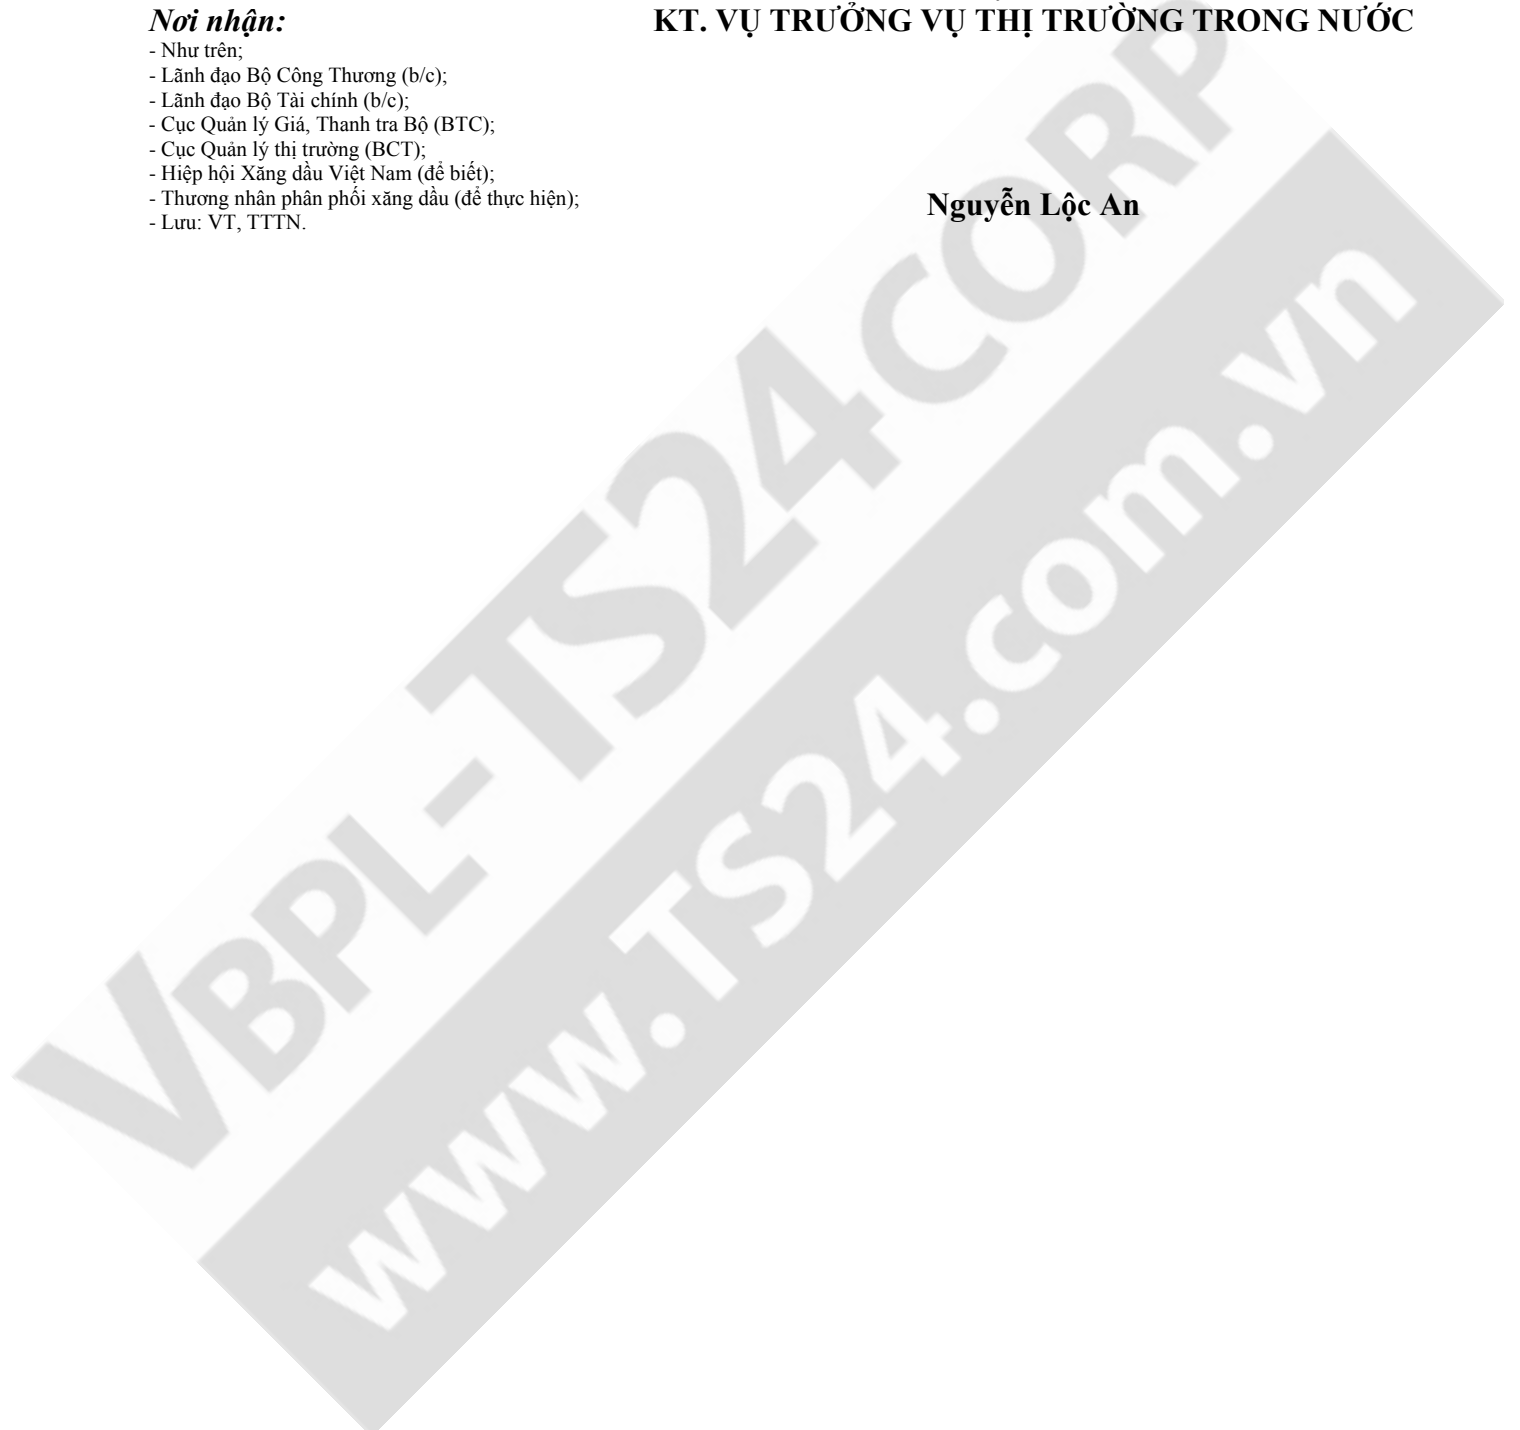 Nơi nhận:
- Như trên;
- Lãnh đạo Bộ Công Thương (b/c);
- Lãnh đạo Bộ Tài chính (b/c);
- Cục Quản lý Giá, Thanh tra Bộ (BTC);
- Cục Quản lý thị trường (BCT);
- Hiệp hội Xăng dầu Việt Nam (để biết);
- Thương nhân phân phối xăng dầu (để thực hiện);
- Lưu: VT, TTTN.
KT. VỤ TRƯỞNG VỤ THỊ TRƯỜNG TRONG NƯỚC
Nguyễn Lộc An
VBPL-TS24CORP
www.TS24.com.vn